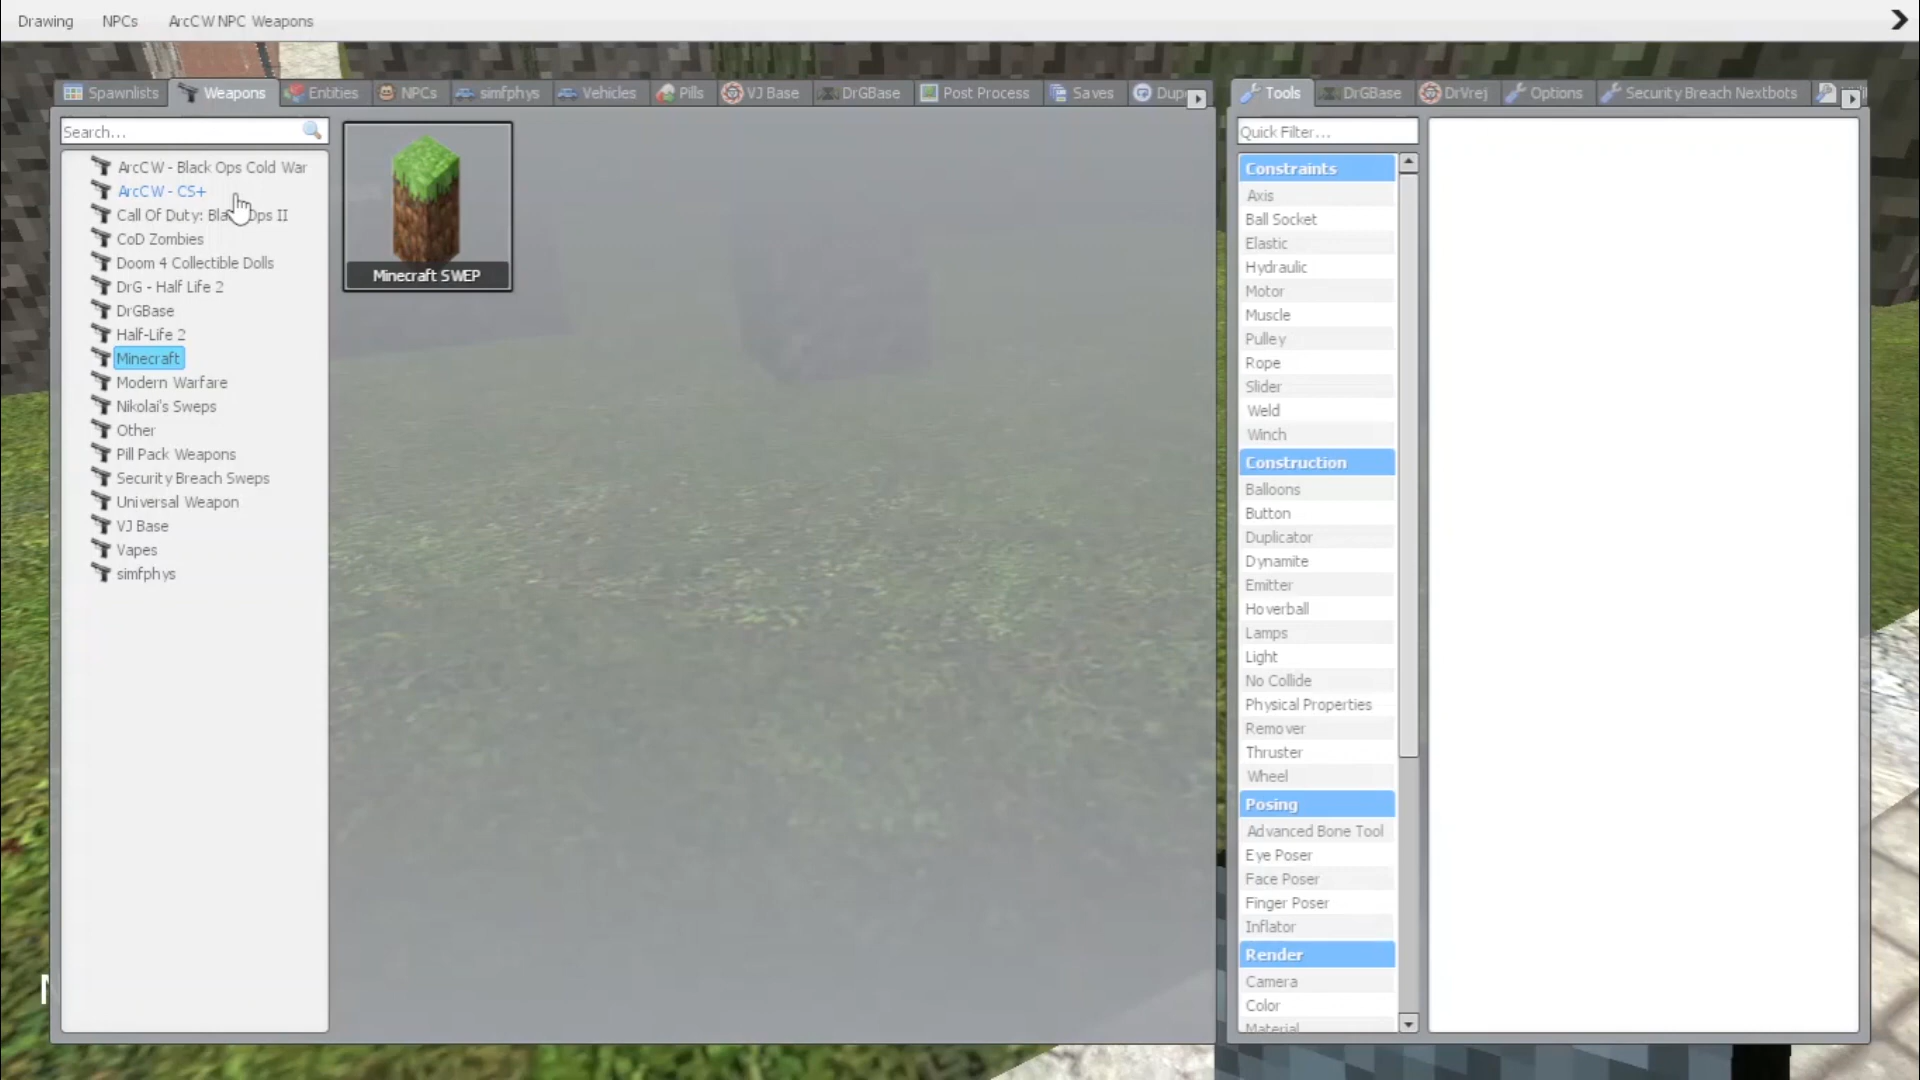 Drawing NPCs ArcCW NPC Weapons
Spawnlists Weapons Entities NPCs simfphys Vehicles Pills VJ Base DrGBase Post Process Saves Dup
Search...
ArcCW - Black Ops Cold War
ArcCW - CS+
Call Of Duty: Black Ops II
CoD Zombies
Doom 4 Collectible Dolls
DrG - Half Life 2
DrGBase
Half-Life 2
Minecraft
Modern Warfare
Nikolai's Sweps
Other
Pill Pack Weapons
Security Breach Sweps
Universal Weapon
VJ Base
Vapes
simfphys
Minecraft SWEP
Tools DrGBase DrVrej Options Security Breach Nextbots
Quick Filter...
Constraints
Axis
Ball Socket
Elastic
Hydraulic
Motor
Muscle
Pulley
Rope
Slider
Weld
Winch
Construction
Balloons
Button
Duplicator
Dynamite
Emitter
Hoverball
Lamps
Light
No Collide
Physical Properties
Remover
Thruster
Wheel
Posing
Advanced Bone Tool
Eye Poser
Face Poser
Finger Poser
Inflator
Render
Camera
Color
Material